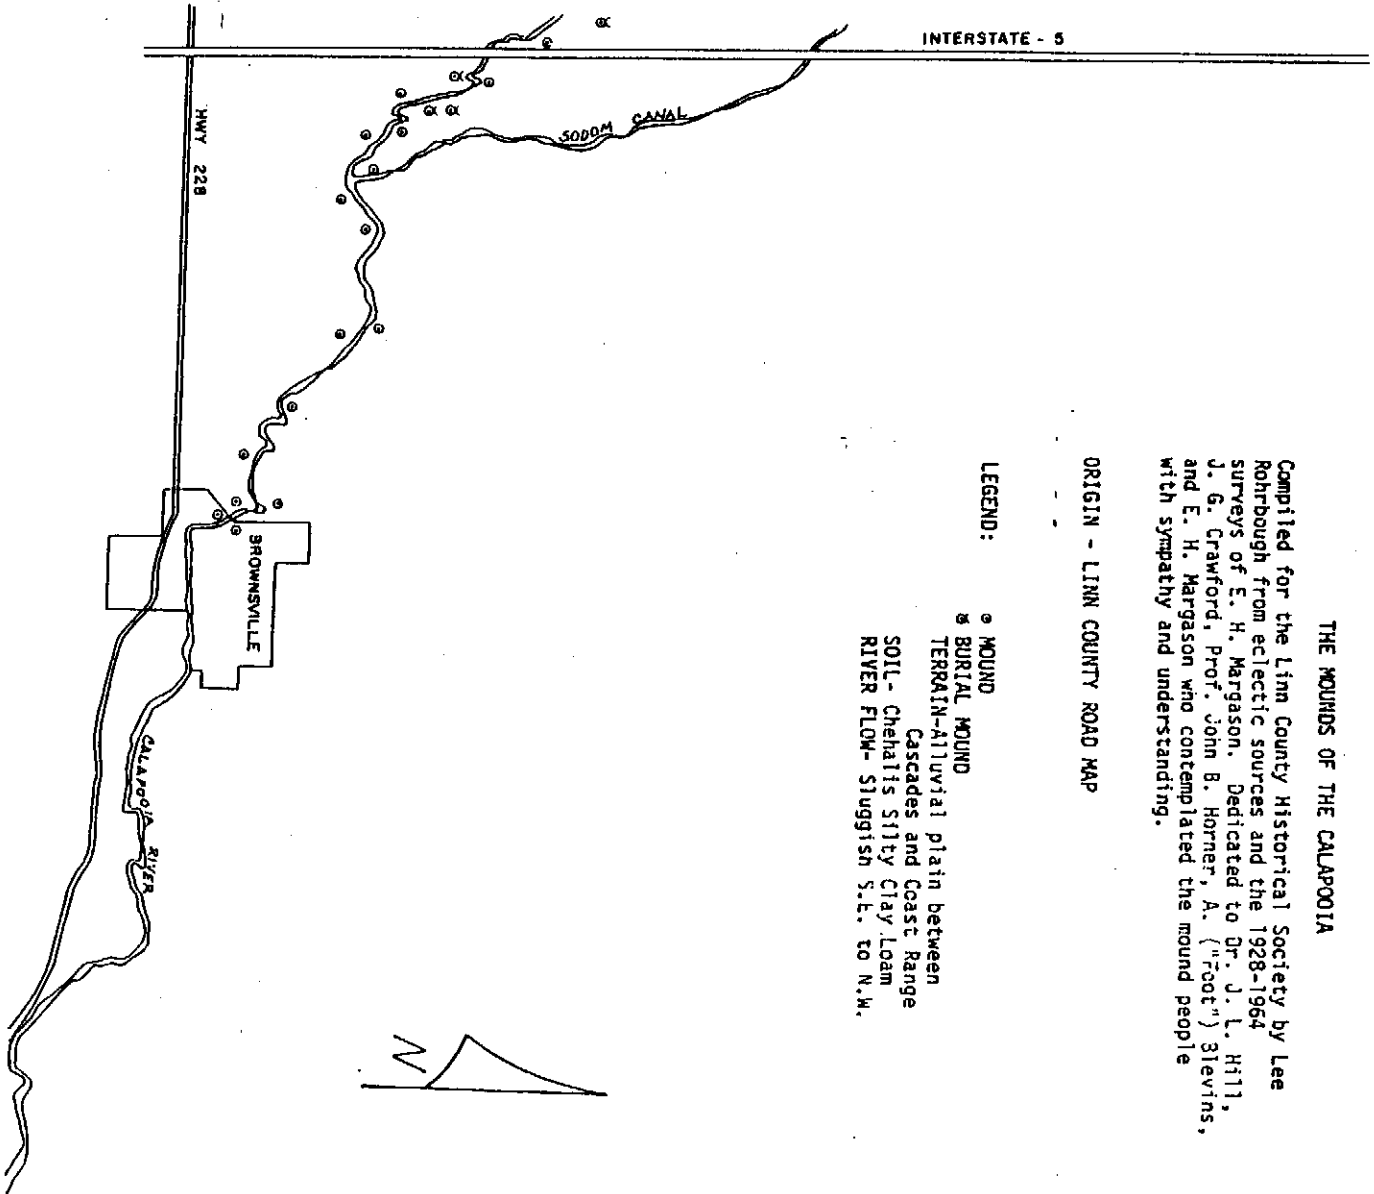 THE MOUNDS OF THE CALAPOOIA
Compiled for the Linn County Historical Society by Lee
Rohrbough from eclectic sources and the 1928-1964
surveys of E. H. Margason. Dedicated to Dr. J. L. Hill,
J. G. Crawford, Prof. John B. Horner, A. ("Foot") Blevins,
and E. H. Margason who contemplated the mound people
with sympathy and understanding.
ORIGIN - LINN COUNTY ROAD MAP
LEGEND:
MOUND
BURIAL MOUND
TERRAIN-Alluvial plain between
Cascades and Coast Range
SOIL- Chehalis Silty Clay Loam
RIVER FLOW- Sluggish S.E. to N.W.
INTERSTATE - 5
HWY 228
SODOM CANAL
BROWNSVILLE
CALAPOOIA RIVER
N